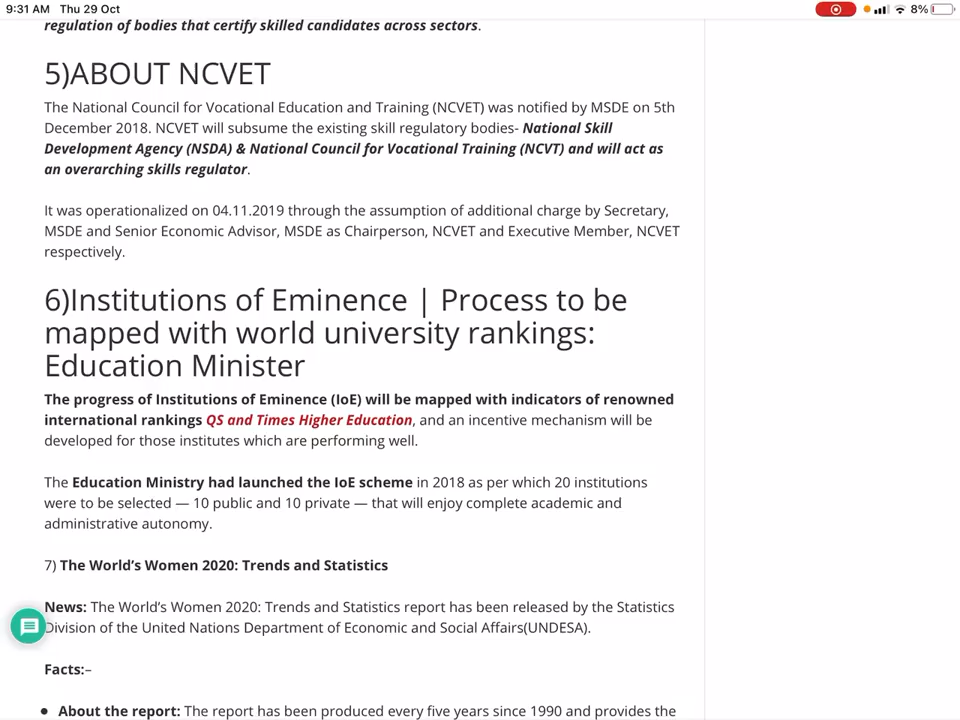 9:31 AM Thu 29 Oct
8%
regulation of bodies that certify skilled candidates across sectors.
5)ABOUT NCVET
The National Council for Vocational Education and Training (NCVET) was notified by MSDE on 5th
December 2018. NCVET will subsume the existing skill regulatory bodies- National Skill
Development Agency (NSDA) & National Council for Vocational Training (NCVT) and will act as
an overarching skills regulator.
It was operationalized on 04.11.2019 through the assumption of additional charge by Secretary,
MSDE and Senior Economic Advisor, MSDE as Chairperson, NCVET and Executive Member, NCVET
respectively.
6)Institutions of Eminence | Process to be
mapped with world university rankings:
Education Minister
The progress of Institutions of Eminence (IoE) will be mapped with indicators of renowned
international rankings QS and Times Higher Education, and an incentive mechanism will be
developed for those institutes which are performing well.
The Education Ministry had launched the IoE scheme in 2018 as per which 20 institutions
were to be selected — 10 public and 10 private — that will enjoy complete academic and
administrative autonomy.
7) The World's Women 2020: Trends and Statistics
News: The World's Women 2020: Trends and Statistics report has been released by the Statistics
Division of the United Nations Department of Economic and Social Affairs(UNDESA).
Facts:–
• About the report: The report has been produced every five years since 1990 and provides the